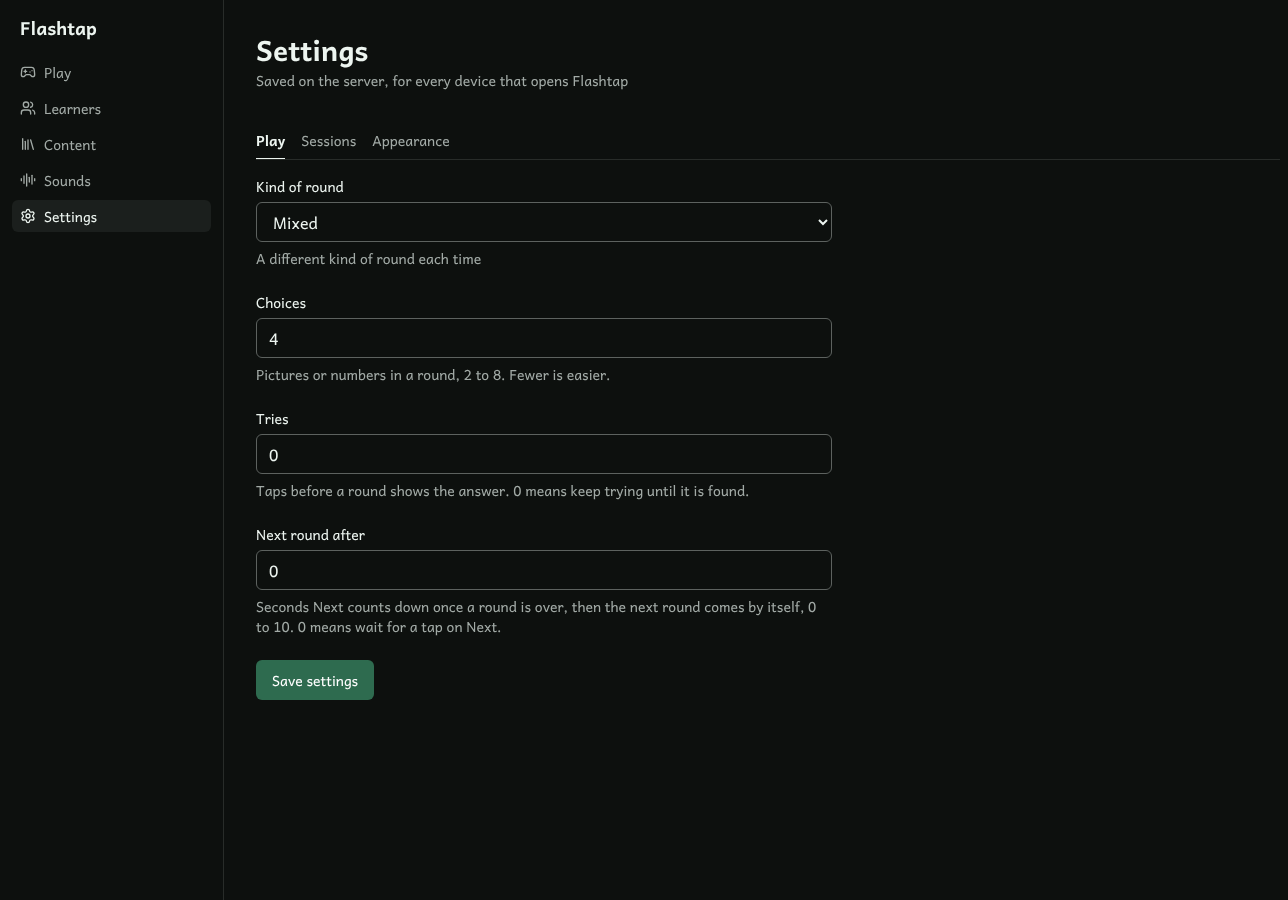 Flashtap
Play
Learners
Content
Sounds
Settings
Settings
Saved on the server, for every device that opens Flashtap
Play
Sessions
Appearance
Kind of round
Mixed
A different kind of round each time
Choices
4
Pictures or numbers in a round, 2 to 8. Fewer is easier.
Tries
0
Taps before a round shows the answer. 0 means keep trying until it is found.
Next round after
0
Seconds Next counts down once a round is over, then the next round comes by itself, 0
to 10. 0 means wait for a tap on Next.
Save settings